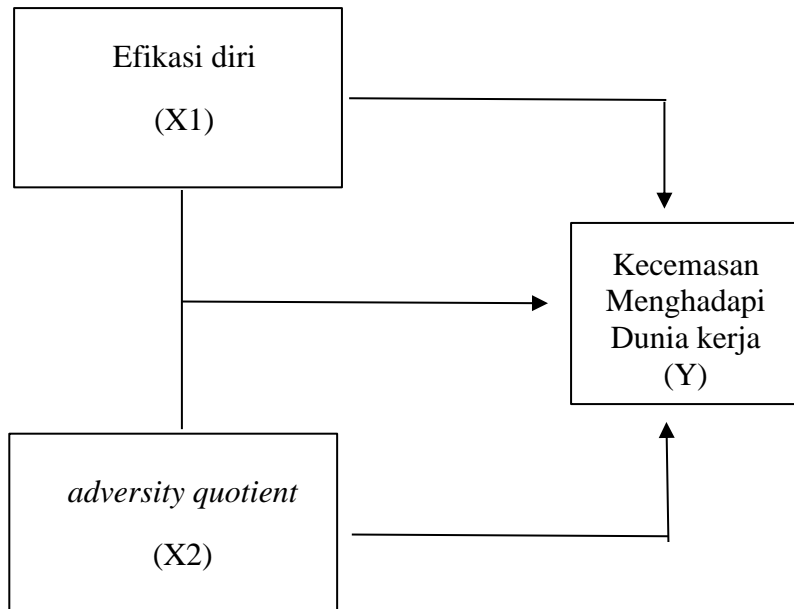 Efikasi diri
(X1)
Kecemasan
Menghadapi
Dunia kerja
(Y)
adversity quotient
(X2)